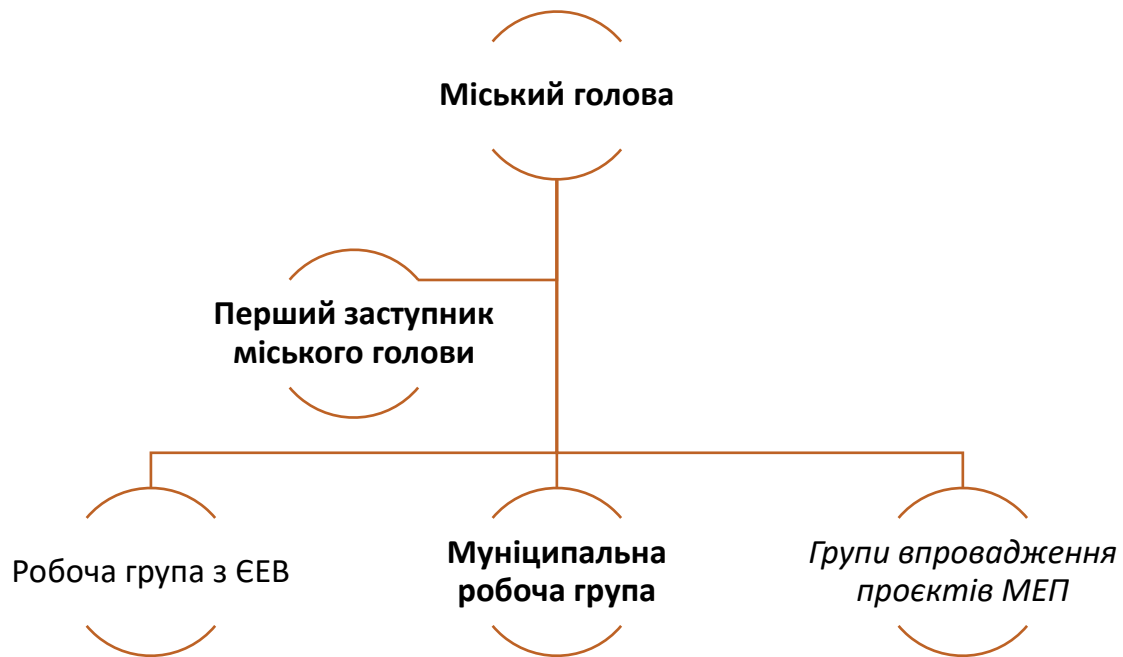 Міський голова
Перший заступник
міського голови
Робоча група з ЄЕВ
Муніципальна
робоча група
Групи впровадження
проєктів МЕП